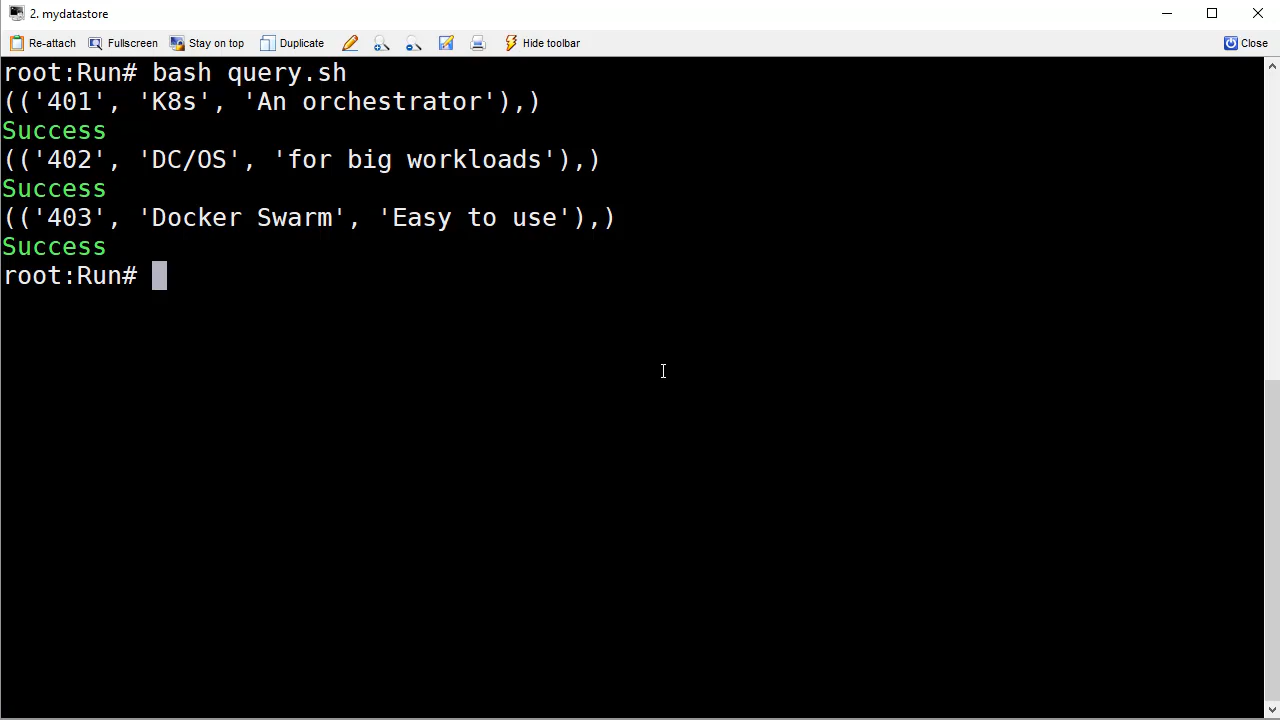 2. mydatastore
Re-attach Fullscreen Stay on top Duplicate Hide toolbar Close
root:Run# bash query.sh
(('401', 'K8s', 'An orchestrator'),)
Success
(('402', 'DC/OS', 'for big workloads'),)
Success
(('403', 'Docker Swarm', 'Easy to use'),)
Success
root:Run#